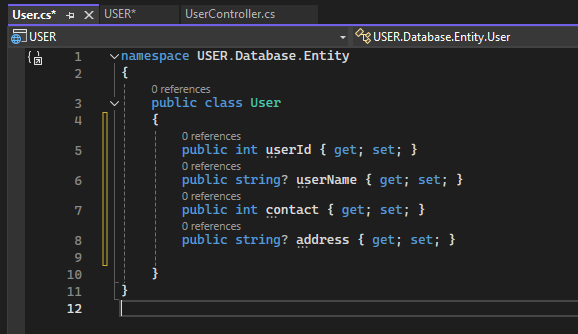 User.cs* USER* UserController.cs
USER USER.Database.Entity.User
1 namespace USER.Database.Entity
2 {
0 references
3 public class User
4 {
0 references
5 public int userId { get; set; }
0 references
6 public string? userName { get; set; }
0 references
7 public int contact { get; set; }
0 references
8 public string? address { get; set; }
9
10 }
11 }
12